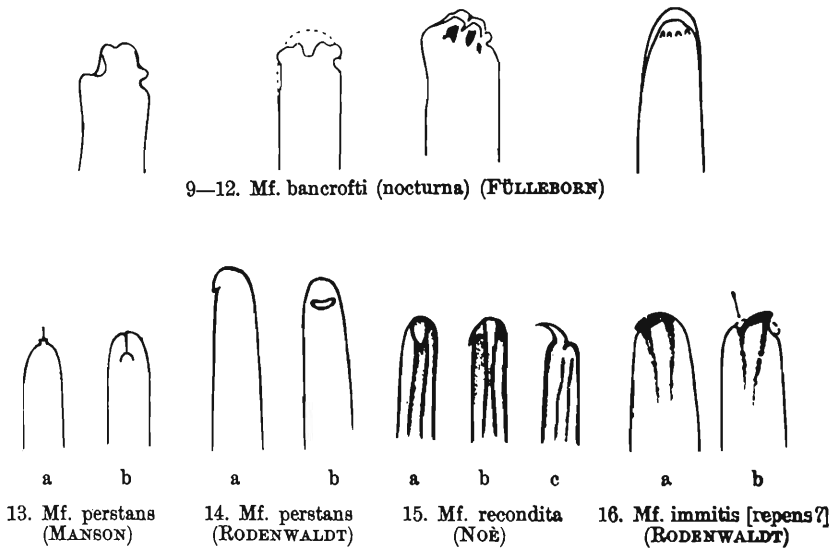 9—12. Mf. bancrofti (nocturna) (FÜLLEBORN)
a b a b a b c a b
13. Mf. perstans 14. Mf. perstans 15. Mf. recondita 16. Mf. immitis [repens?]
(MANSON) (RODENWALDT) (NOÈ) (RODENWALDT)